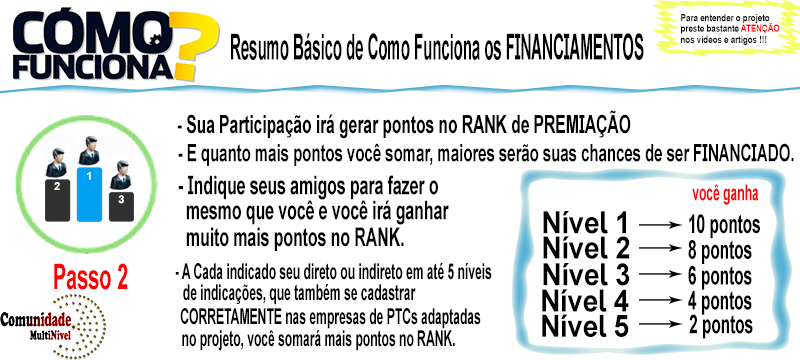 CÓMO
FUNCIONA?
Resumo Básico de Como Funciona os FINANCIAMENTOS
Para entender o projeto
preste bastante ATENÇÃO
nos videos e artigos !!!
- Sua Participação irá gerar pontos no RANK de PREMIAÇÃO
- E quanto mais pontos você somar, maiores serão suas chances de ser FINANCIADO.
- Indique seus amigos para fazer o
mesmo que você e você irá ganhar
muito mais pontos no RANK.
2 1 3
Passo 2
- A Cada indicado seu direto ou indireto em até 5 níveis
de indicações, que também se cadastrar
CORRETAMENTE nas empresas de PTCs adaptadas
no projeto, você somará mais pontos no RANK.
você ganha
Nível 1 10 pontos
Nível 2 8 pontos
Nível 3 6 pontos
Nível 4 4 pontos
Nível 5 2 pontos
Comunidade
MultiNível